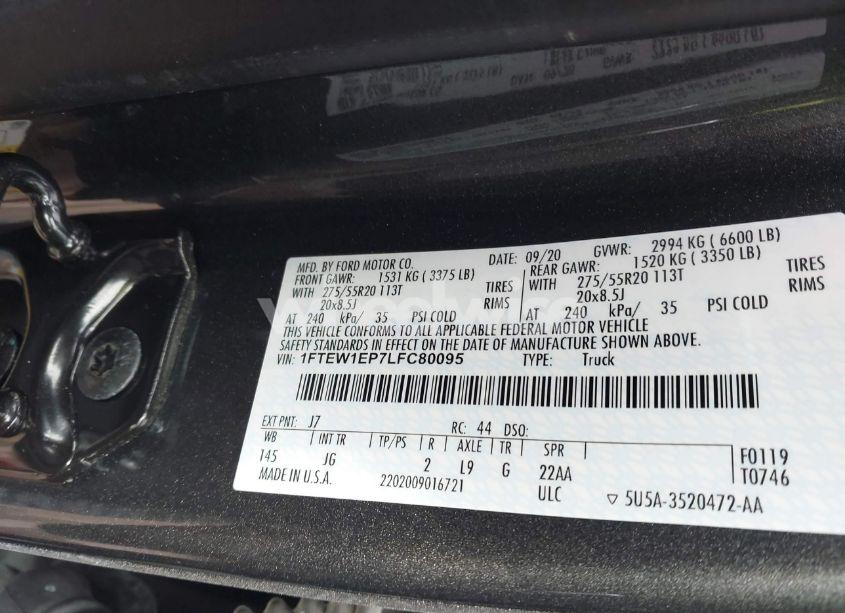 MFD. BY FORD MOTOR CO. DATE: 09/20 GVWR: 2994 KG ( 6600 LB)
FRONT GAWR: 1531 KG ( 3375 LB) REAR GAWR: 1520 KG ( 3350 LB)
WITH 275/55R20 113T TIRES WITH 275/55R20 113T TIRES
20x8.5J RIMS 20x8.5J RIMS
AT 240 kPa/ 35 PSI COLD AT 240 kPa/ 35 PSI COLD
THIS VEHICLE CONFORMS TO ALL APPLICABLE FEDERAL MOTOR VEHICLE
SAFETY STANDARDS IN EFFECT ON THE DATE OF MANUFACTURE SHOWN ABOVE.
VIN: 1FTEW1EP7LFC80095 TYPE: Truck
EXT PNT: J7 RC: 44 DSO:
WB INT TR TP/PS R AXLE TR SPR F0119
145 JG 2 L9 G 22AA T0746
MADE IN U.S.A. 2202009016721 ULC ▽ 5U5A-3520472-AA